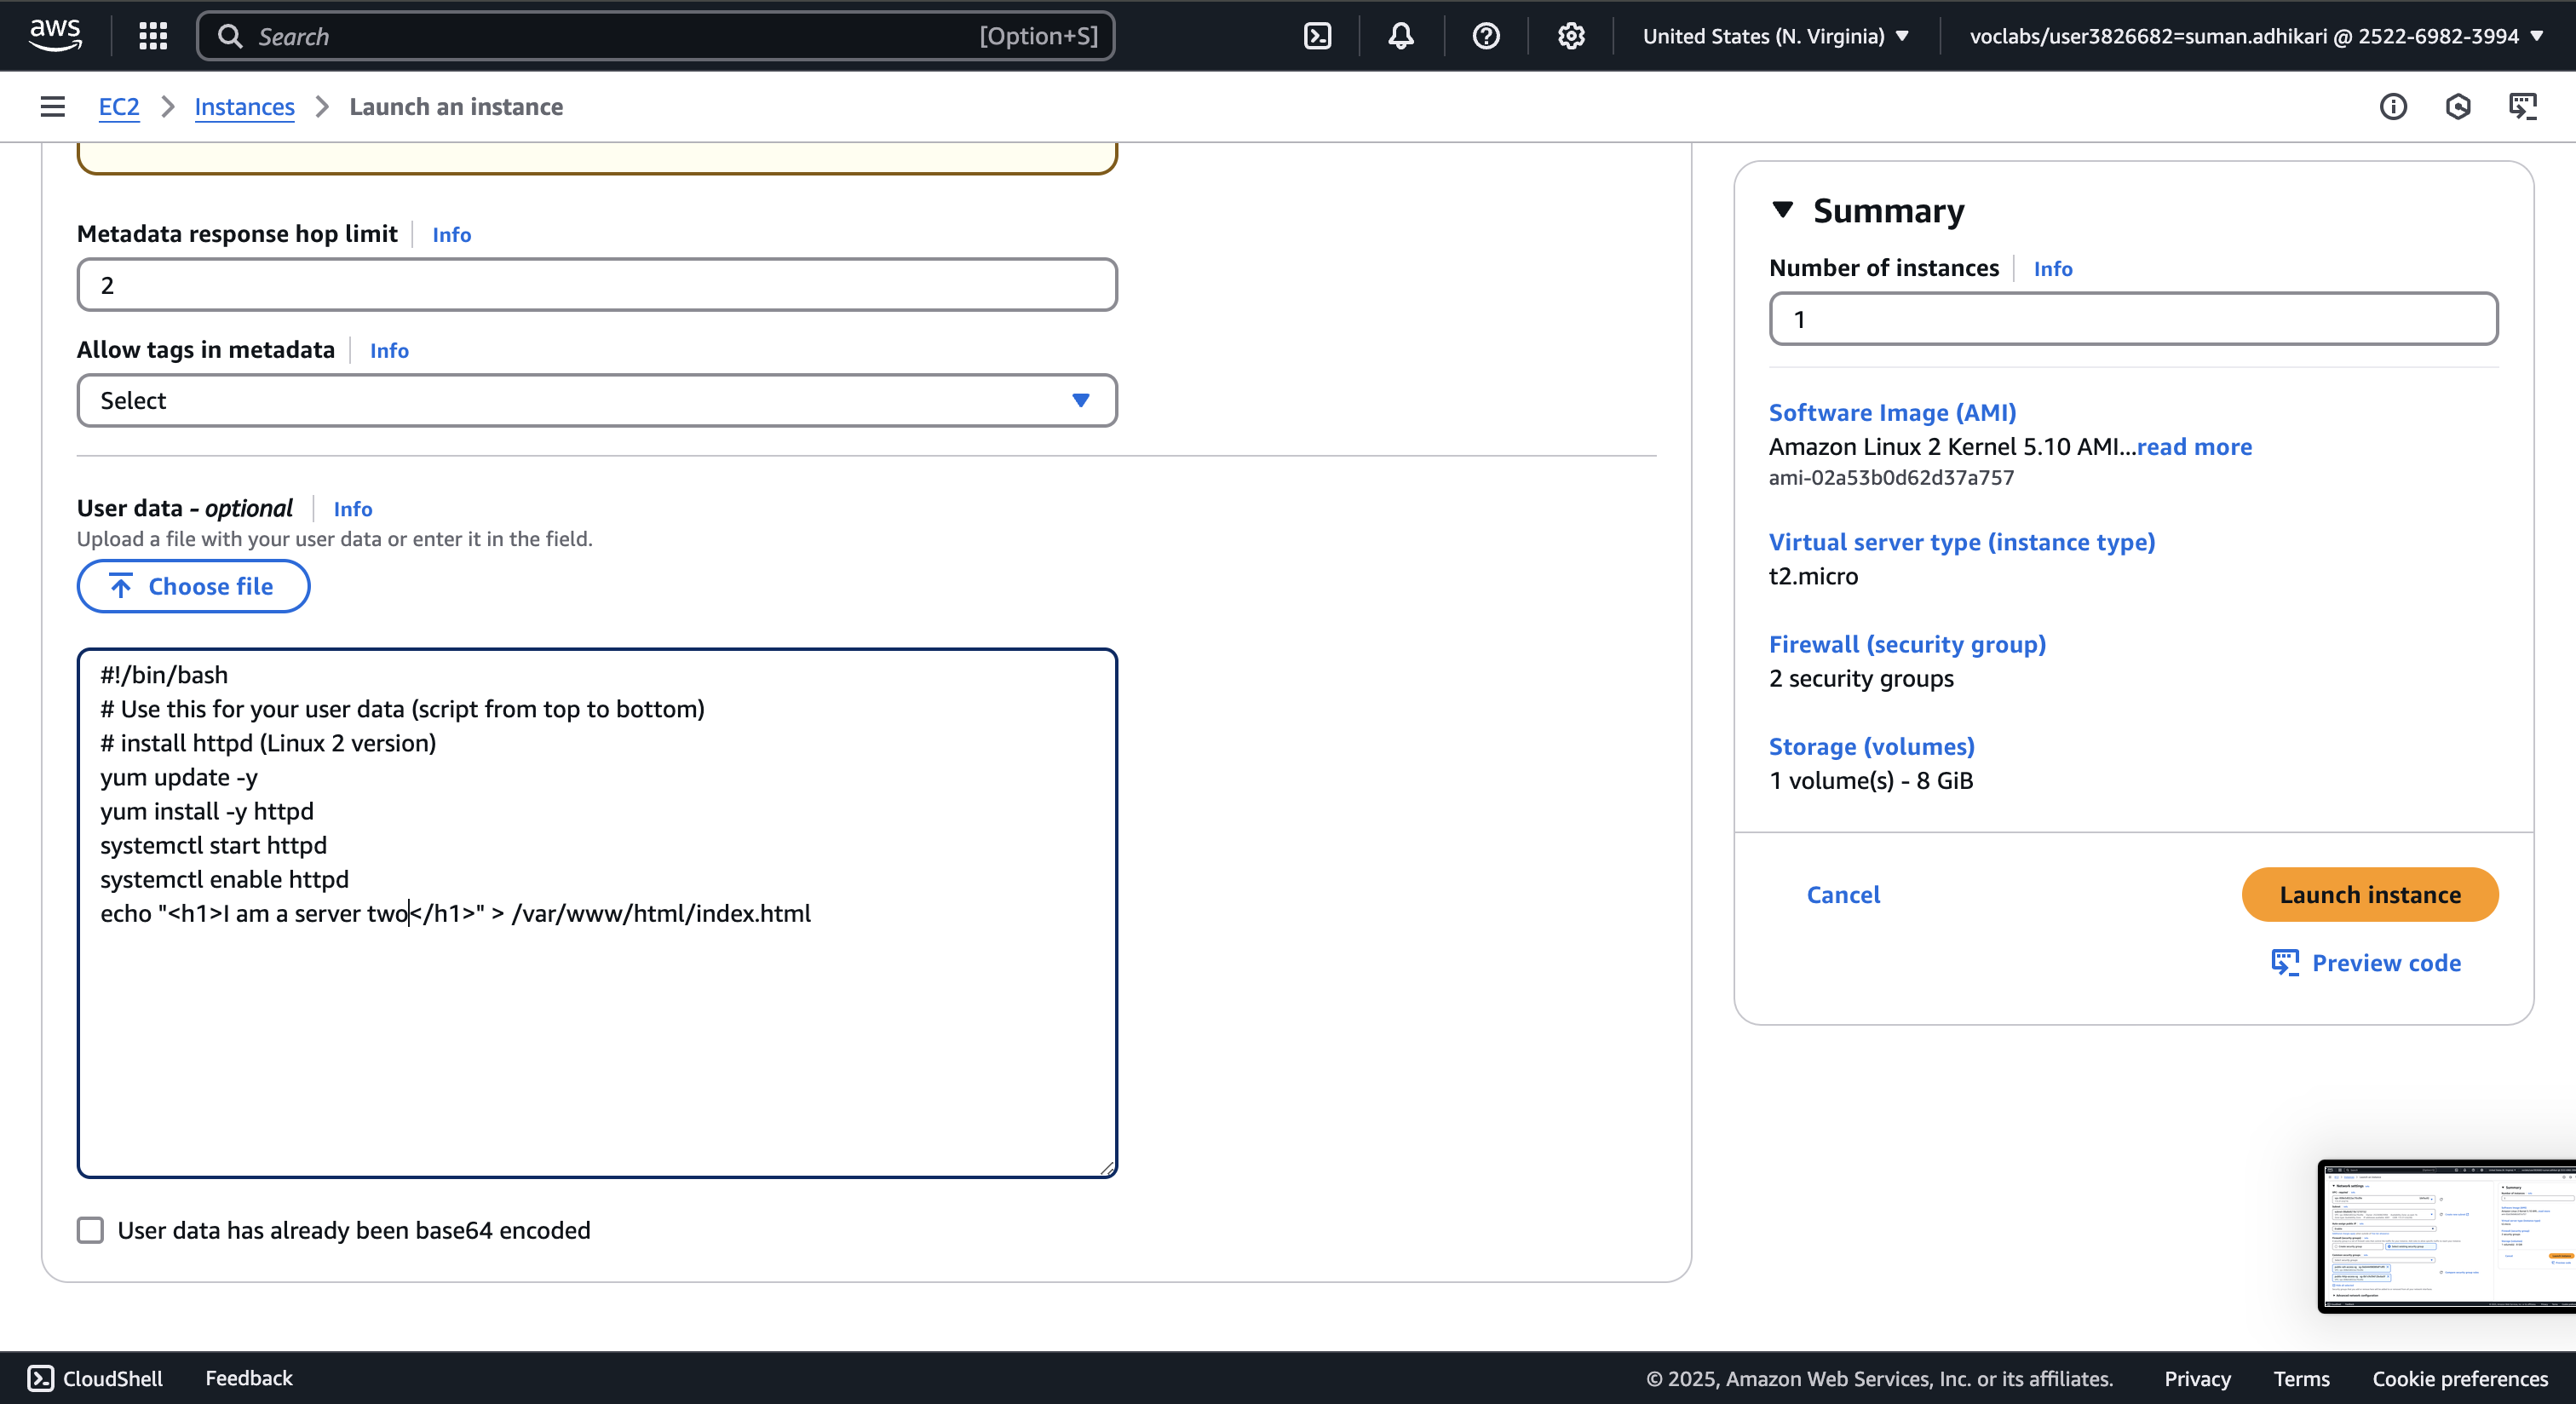 aws
Search [Option+S]
United States (N. Virginia)
voclabs/user3826682=suman.adhikari @ 2522-6982-3994
EC2 > Instances > Launch an instance
Metadata response hop limit Info
2
Allow tags in metadata Info
Select
User data - optional Info
Upload a file with your user data or enter it in the field.
Choose file
#!/bin/bash
# Use this for your user data (script from top to bottom)
# install httpd (Linux 2 version)
yum update -y
yum install -y httpd
systemctl start httpd
systemctl enable httpd
echo "<h1>I am a server two</h1>" > /var/www/html/index.html
User data has already been base64 encoded
Summary
Number of instances Info
1
Software Image (AMI)
Amazon Linux 2 Kernel 5.10 AMI...read more
ami-02a53b0d62d37a757
Virtual server type (instance type)
t2.micro
Firewall (security group)
2 security groups
Storage (volumes)
1 volume(s) - 8 GiB
Cancel
Launch instance
Preview code
CloudShell
Feedback
© 2025, Amazon Web Services, Inc. or its affiliates.
Privacy
Terms
Cookie preferences